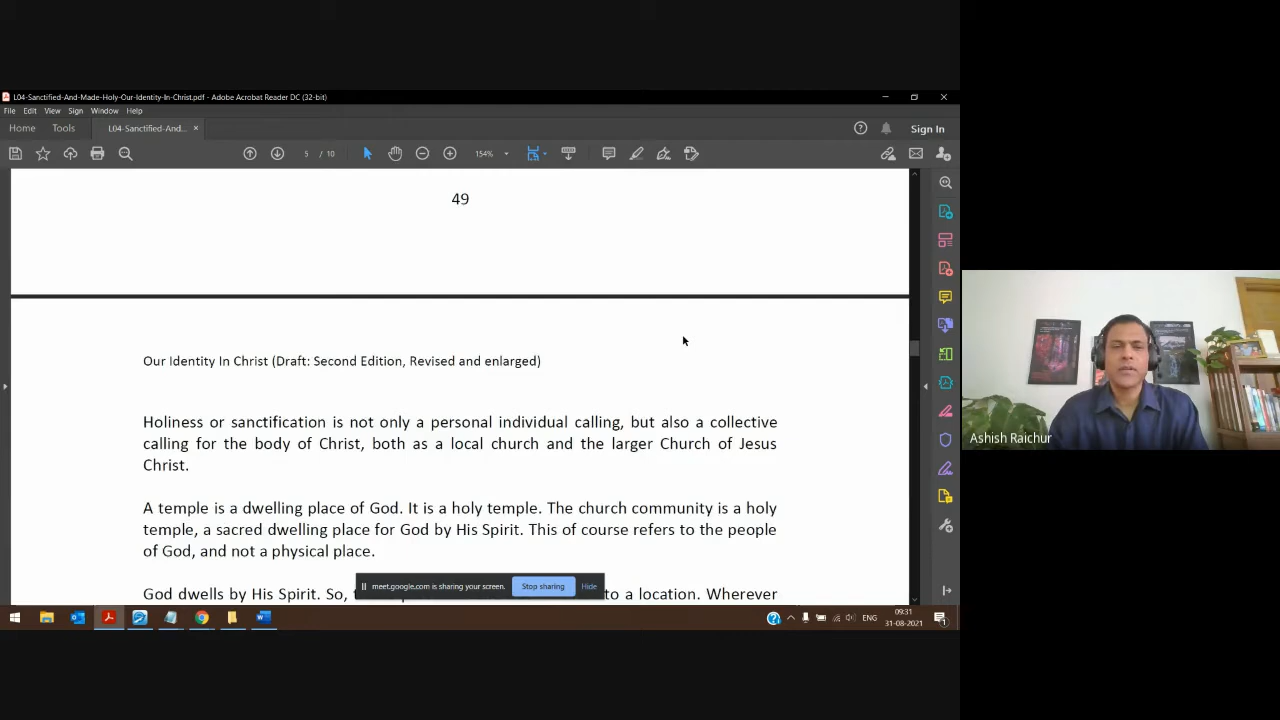 L04-Sanctified-And-Made-Holy-Our-Identity-In-Christ.pdf - Adobe Acrobat Reader DC (32-bit)
File Edit View Sign Window Help
Home Tools L04-Sanctified-And... × Sign In
5 / 10 154%
49
Our Identity In Christ (Draft: Second Edition, Revised and enlarged)
Holiness or sanctification is not only a personal individual calling, but also a collective
calling for the body of Christ, both as a local church and the larger Church of Jesus
Christ.
A temple is a dwelling place of God. It is a holy temple. The church community is a holy
temple, a sacred dwelling place for God by His Spirit. This of course refers to the people
of God, and not a physical place.
God dwells by His Spirit. So, to a location. Wherever
meet.google.com is sharing your screen. Stop sharing Hide
Ashish Raichur
ENG
09:31
31-08-2021